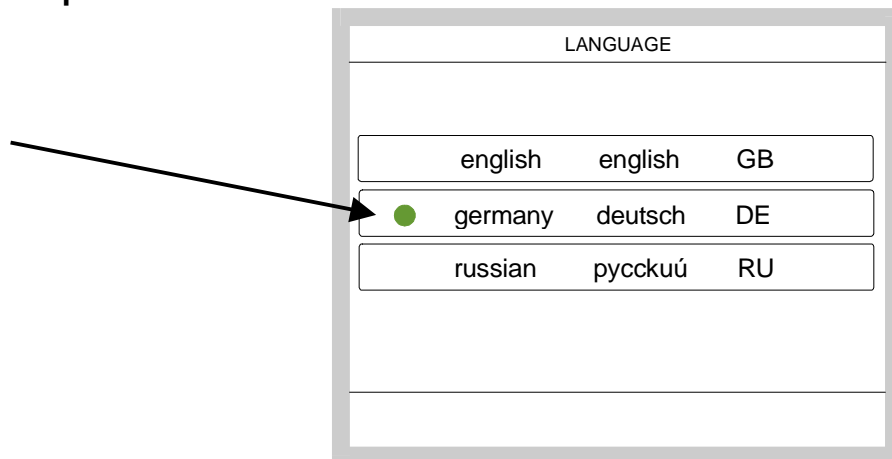 LANGUAGE
english english GB
germany deutsch DE
russian pycckuú RU